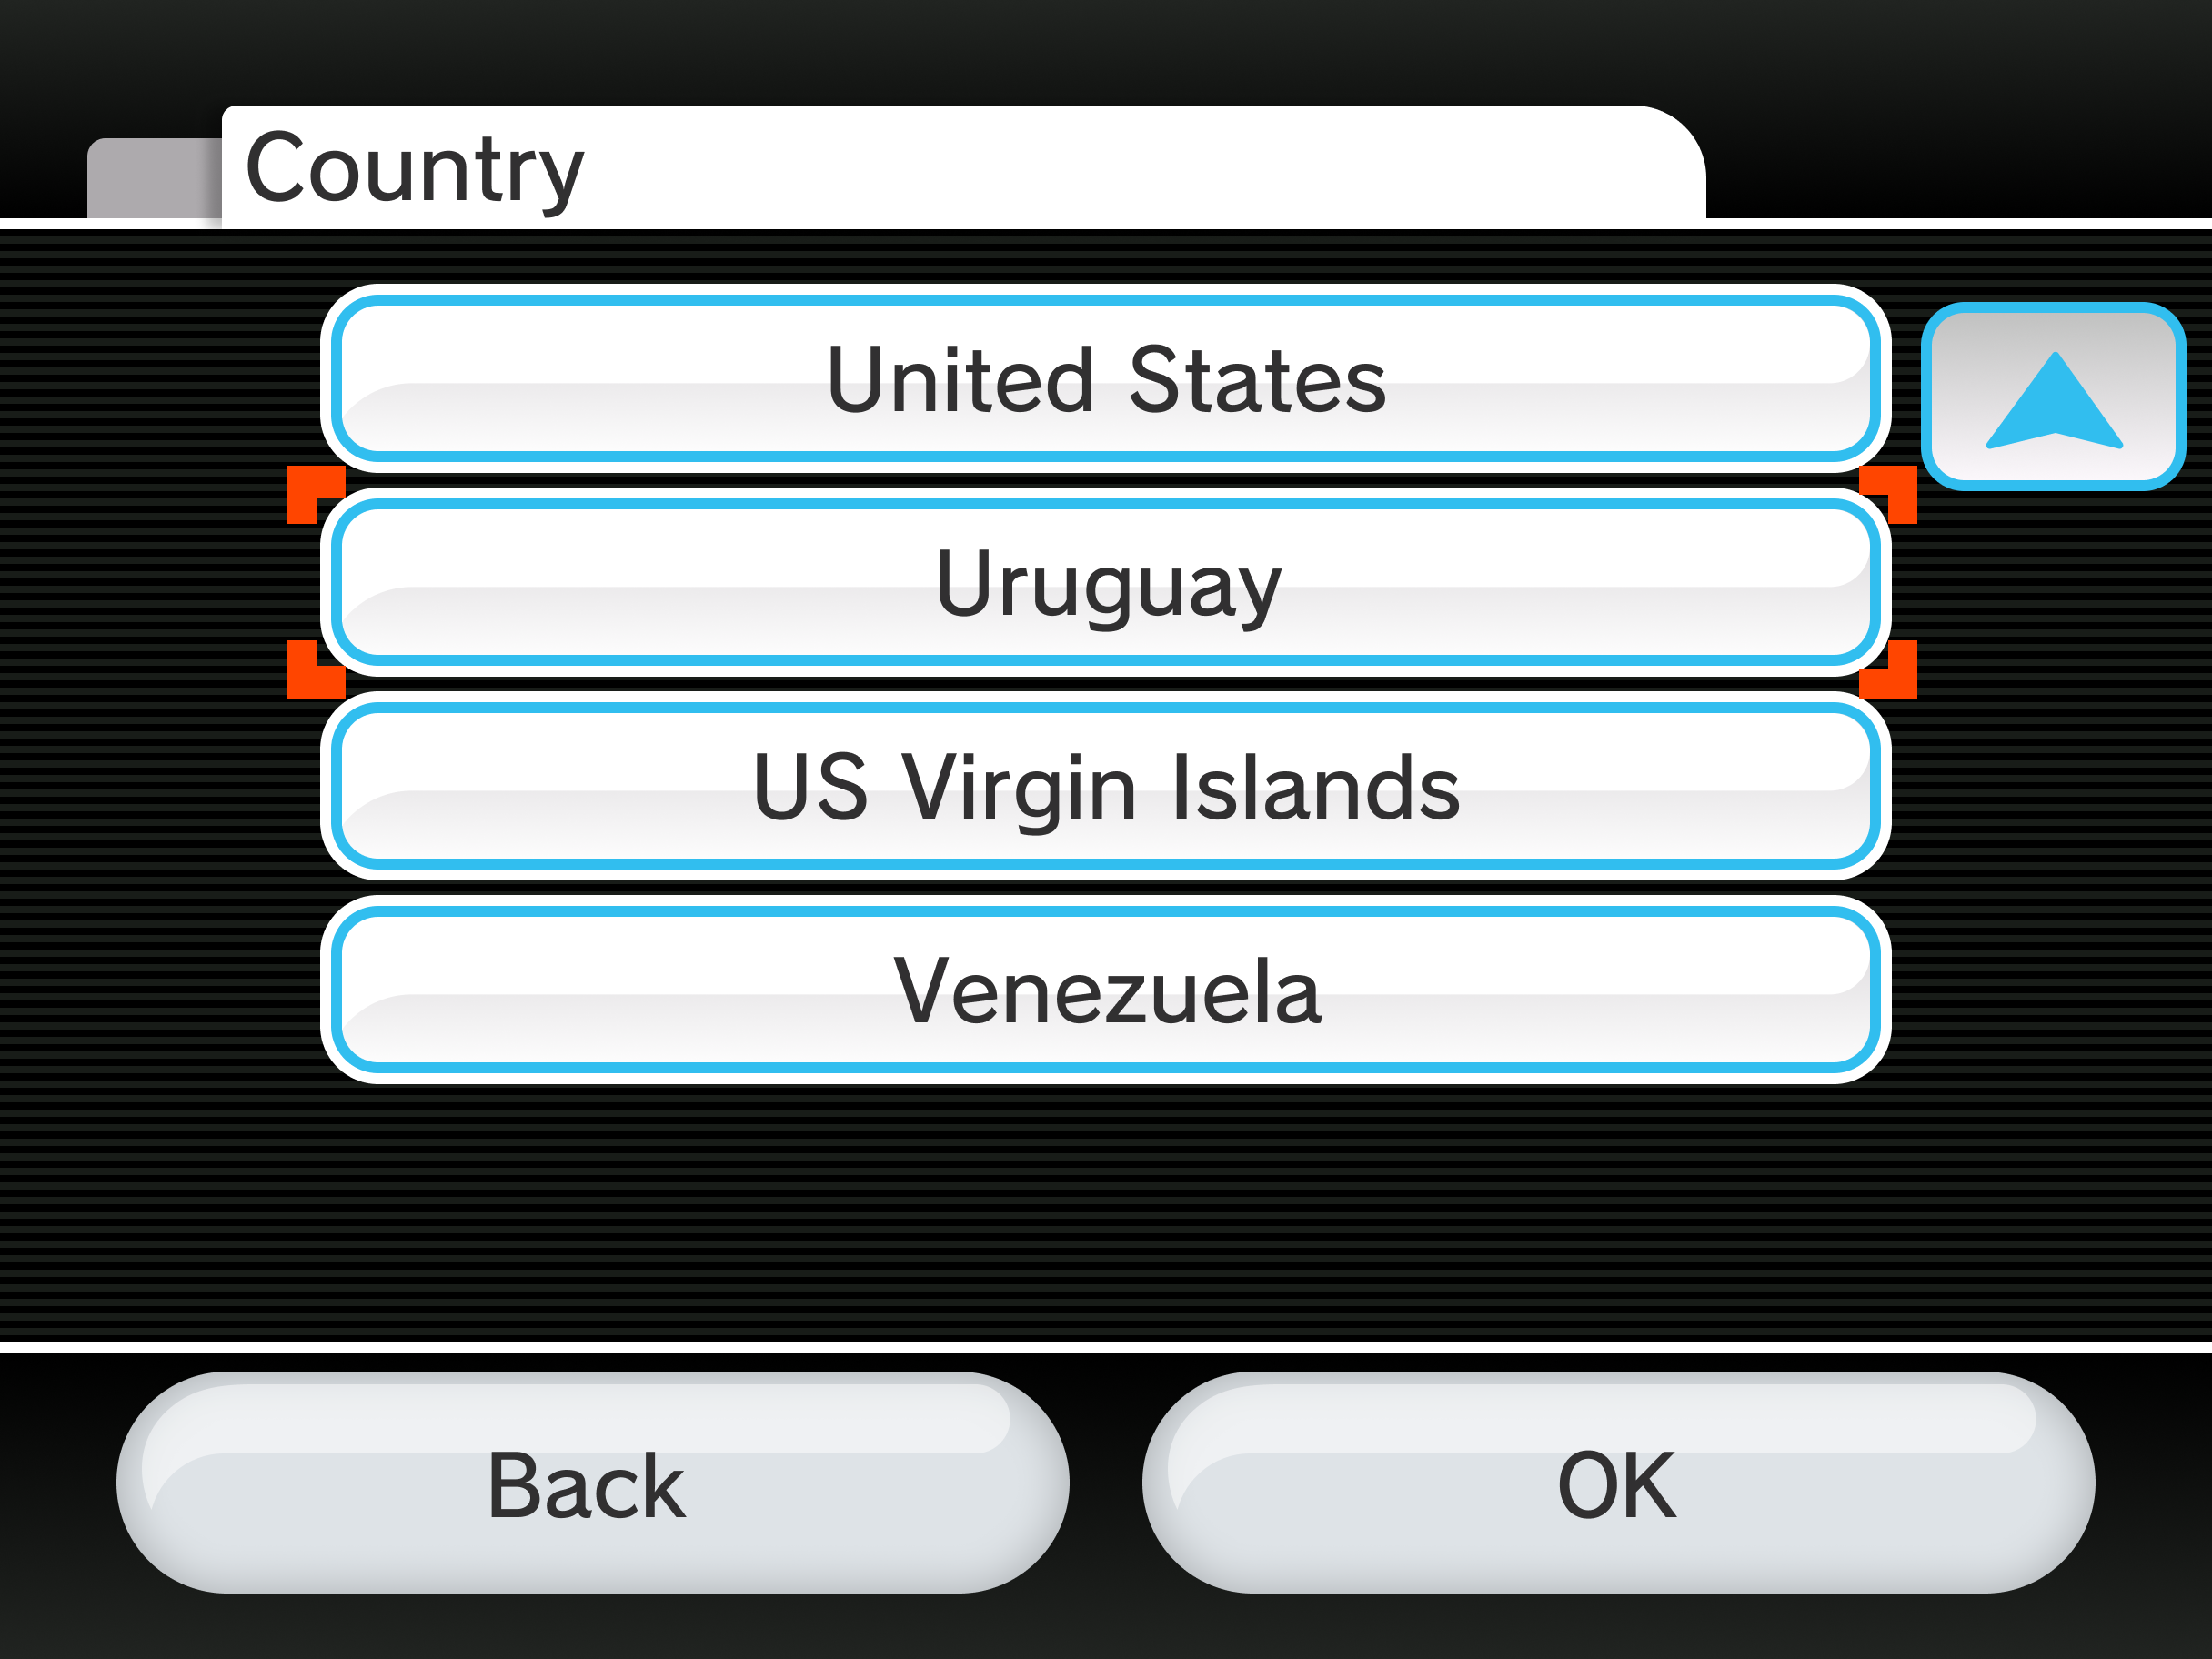 Country
United States
Uruguay
US Virgin Islands
Venezuela
Back
OK